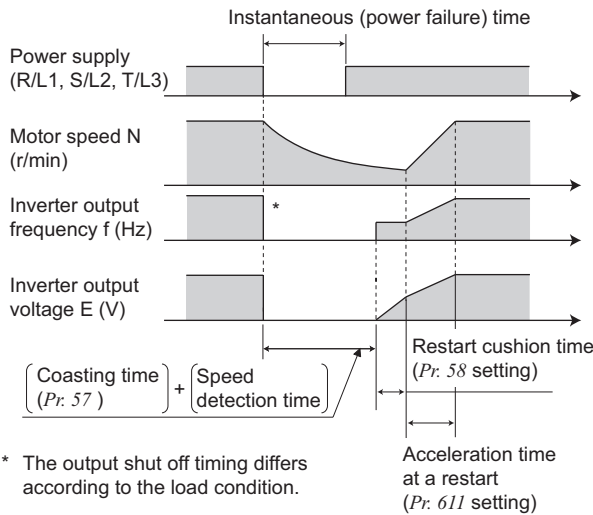 Instantaneous (power failure) time
Power supply
(R/L1, S/L2, T/L3)
Motor speed N
(r/min)
Inverter output
frequency f (Hz)
*
Inverter output
voltage E (V)
Coasting time
(Pr. 57 )
+
Speed
detection time
Restart cushion time
(Pr. 58 setting)
Acceleration time
at a restart
(Pr. 611 setting)
* The output shut off timing differs
according to the load condition.